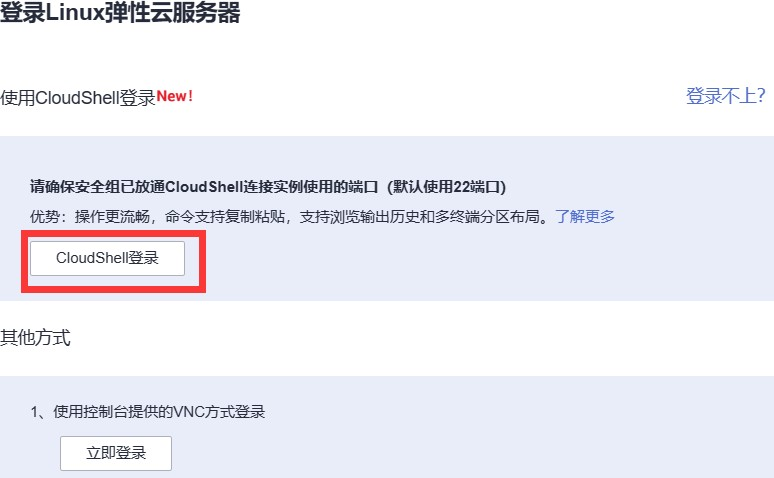 登录Linux弹性云服务器
使用CloudShell登录New!
登录不上?
请确保安全组已放通CloudShell连接实例使用的端口（默认使用22端口)
优势：操作更流畅，命令支持复制粘贴，支持浏览输出历史和多终端分区布局。了解更多
CloudShell登录
其他方式
1、使用控制台提供的VNC方式登录
立即登录